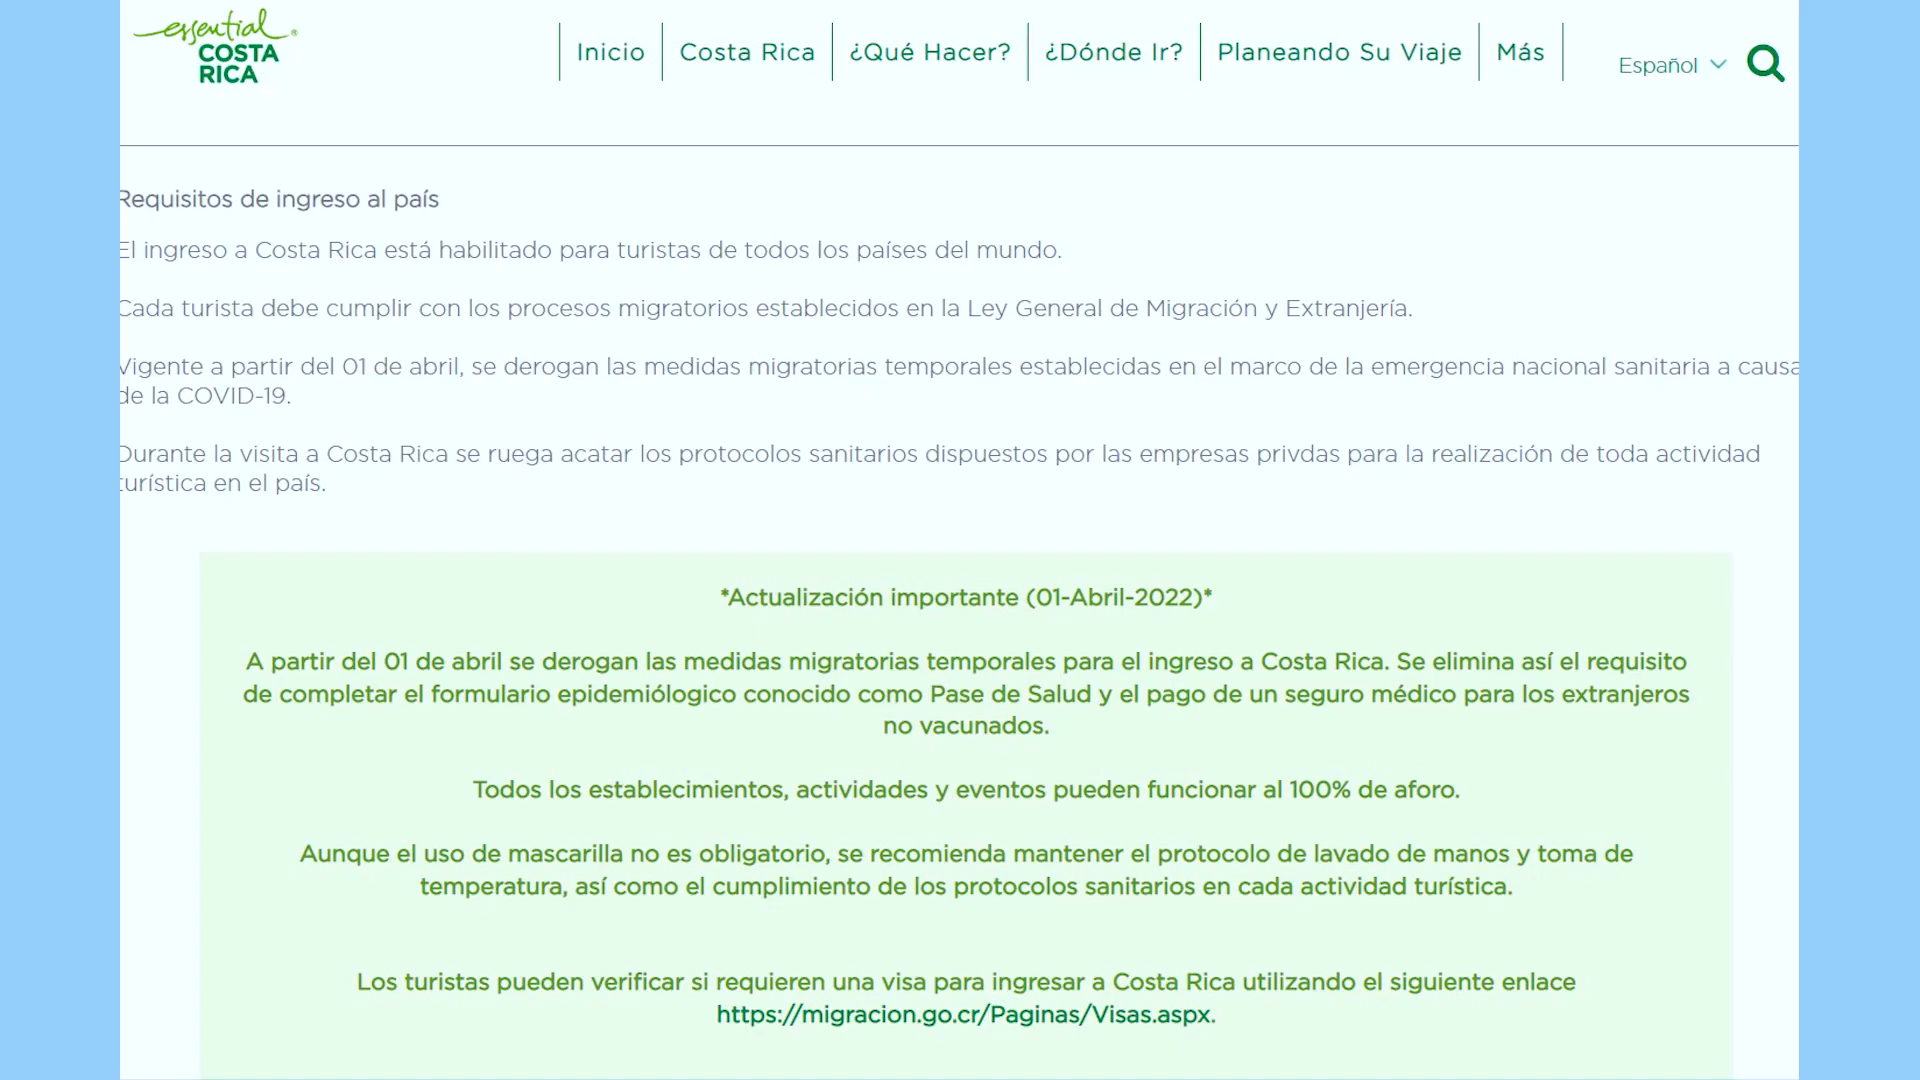 essential
COSTA
RICA
Inicio
Costa Rica
¿Qué Hacer?
¿Dónde Ir?
Planeando Su Viaje
Más
Español
Requisitos de ingreso al país
El ingreso a Costa Rica está habilitado para turistas de todos los países del mundo.
Cada turista debe cumplir con los procesos migratorios establecidos en la Ley General de Migración y Extranjería.
Vigente a partir del 01 de abril, se derogan las medidas migratorias temporales establecidas en el marco de la emergencia nacional sanitaria a causa
de la COVID-19.
Durante la visita a Costa Rica se ruega acatar los protocolos sanitarios dispuestos por las empresas privdas para la realización de toda actividad
turística en el país.
*Actualización importante (01-Abril-2022)*
A partir del 01 de abril se derogan las medidas migratorias temporales para el ingreso a Costa Rica. Se elimina así el requisito
de completar el formulario epidemiólogico conocido como Pase de Salud y el pago de un seguro médico para los extranjeros
no vacunados.
Todos los establecimientos, actividades y eventos pueden funcionar al 100% de aforo.
Aunque el uso de mascarilla no es obligatorio, se recomienda mantener el protocolo de lavado de manos y toma de
temperatura, así como el cumplimiento de los protocolos sanitarios en cada actividad turística.
Los turistas pueden verificar si requieren una visa para ingresar a Costa Rica utilizando el siguiente enlace
https://migracion.go.cr/Paginas/Visas.aspx.